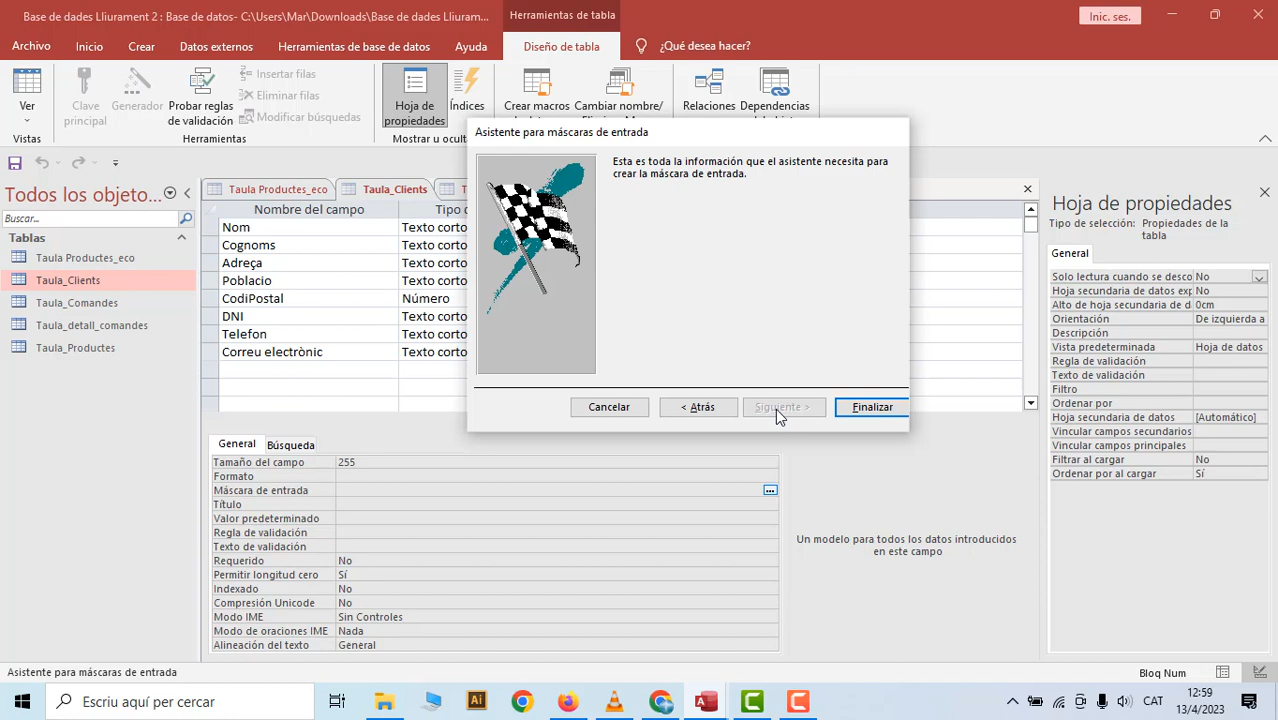 Base de dades Lliurament 2 : Base de datos- C:\Users\Mar\Downloads\Base de dades Lliuram...
Herramientas de tabla
Inic. ses.
Archivo
Inicio
Crear
Datos externos
Herramientas de base de datos
Ayuda
Diseño de tabla
¿Qué desea hacer?
Ver
Clave principal
Generador
Probar reglas de validación
Insertar filas
Eliminar filas
Modificar búsquedas
Hoja de propiedades
Índices
Crear macros
Cambiar nombre/
Relaciones
Dependencias
Vistas
Herramientas
Mostrar u ocult
Todos los objeto...
Buscar...
Tablas
Taula Productes_eco
Taula_Clients
Taula_Comandes
Taula_detall_comandes
Taula_Productes
Taula Productes_eco
Taula_Clients
Nombre del campo
Tipo d
Nom
Texto corto
Cognoms
Texto corto
Adreça
Texto corto
Poblacio
Texto corto
CodiPostal
Número
DNI
Texto corto
Telefon
Texto corto
Correu electrònic
Texto corto
Asistente para máscaras de entrada
Esta es toda la información que el asistente necesita para
crear la máscara de entrada.
Cancelar
< Atrás
Siguiente >
Finalizar
General
Búsqueda
Tamaño del campo 255
Formato
Máscara de entrada
...
Título
Valor predeterminado
Regla de validación
Texto de validación
Requerido No
Permitir longitud cero Sí
Indexado No
Compresión Unicode No
Modo IME Sin Controles
Modo de oraciones IME Nada
Alineación del texto General
Un modelo para todos los datos introducidos
en este campo
Hoja de propiedades
Tipo de selección: Propiedades de la
tabla
General
Solo lectura cuando se desco No
Hoja secundaria de datos exp No
Alto de hoja secundaria de d 0cm
Orientación De izquierda a
Descripción
Vista predeterminada Hoja de datos
Regla de validación
Texto de validación
Filtro
Ordenar por
Hoja secundaria de datos [Automático]
Vincular campos secundarios
Vincular campos principales
Filtrar al cargar No
Ordenar por al cargar Sí
Asistente para máscaras de entrada
Bloq Num
Escriu aquí per cercar
Ai
CAT
12:59
13/4/2023